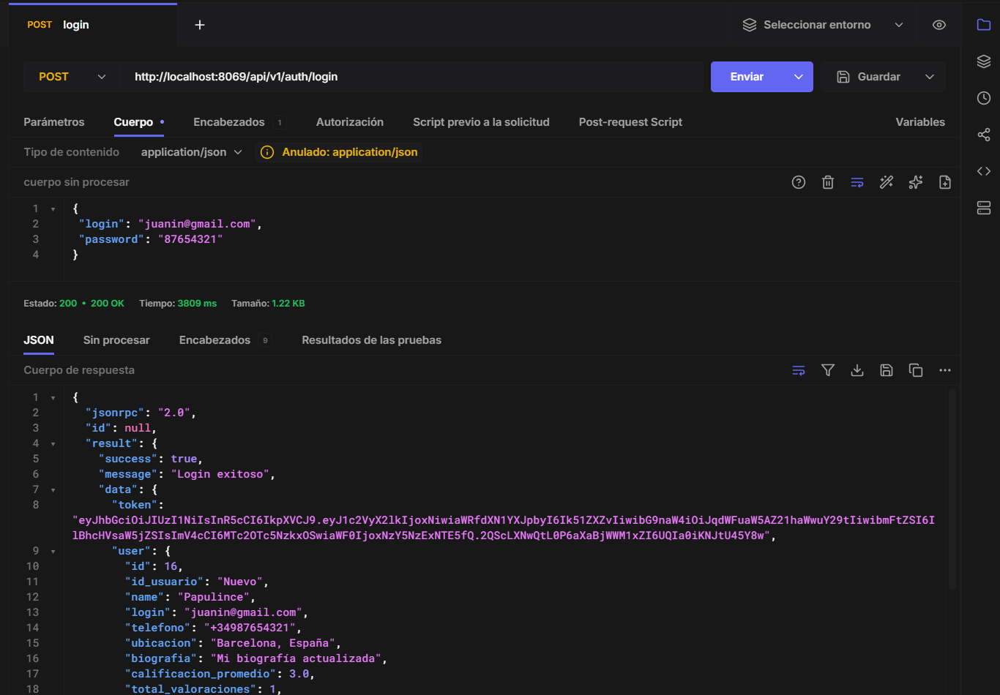 POST login
Seleccionar entorno
POST http://localhost:8069/api/v1/auth/login Enviar Guardar
Parámetros Cuerpo Encabezados 1 Autorización Script previo a la solicitud Post-request Script Variables
Tipo de contenido application/json Anulado: application/json
cuerpo sin procesar
1 {
2 "login": "juanin@gmail.com",
3 "password": "87654321"
4 }
Estado: 200 • 200 OK Tiempo: 3809 ms Tamaño: 1.22 KB
JSON Sin procesar Encabezados 9 Resultados de las pruebas
Cuerpo de respuesta
1 {
2 "jsonrpc": "2.0",
3 "id": null,
4 "result": {
5 "success": true,
6 "message": "Login exitoso",
7 "data": {
8 "token":
"eyJhbGciOiJIUzI1NiIsInR5cCI6IkpXVCJ9.eyJ1c2VyX2lkIjoxNiwiaWRfdXN1YXJpbyI6Ik51ZXZvIiwibG9naW4iOiJqdWFuaW5AZ21haWwuY29tIiwibmFtZSI6I
lBhcHVsaW5jZSIsImV4cCI6MTc2OTc5NzkxOSwiaWF0IjoxNzY5NzExNTE5fQ.2QScLXNwQtL0P6aXaBjWWM1xZI6UQIa0iKNJtU45Y8w",
9 "user": {
10 "id": 16,
11 "id_usuario": "Nuevo",
12 "name": "Papulince",
13 "login": "juanin@gmail.com",
14 "telefono": "+34987654321",
15 "ubicacion": "Barcelona, España",
16 "biografia": "Mi biografía actualizada",
17 "calificacion_promedio": 3.0,
18 "total_valoraciones": 1,